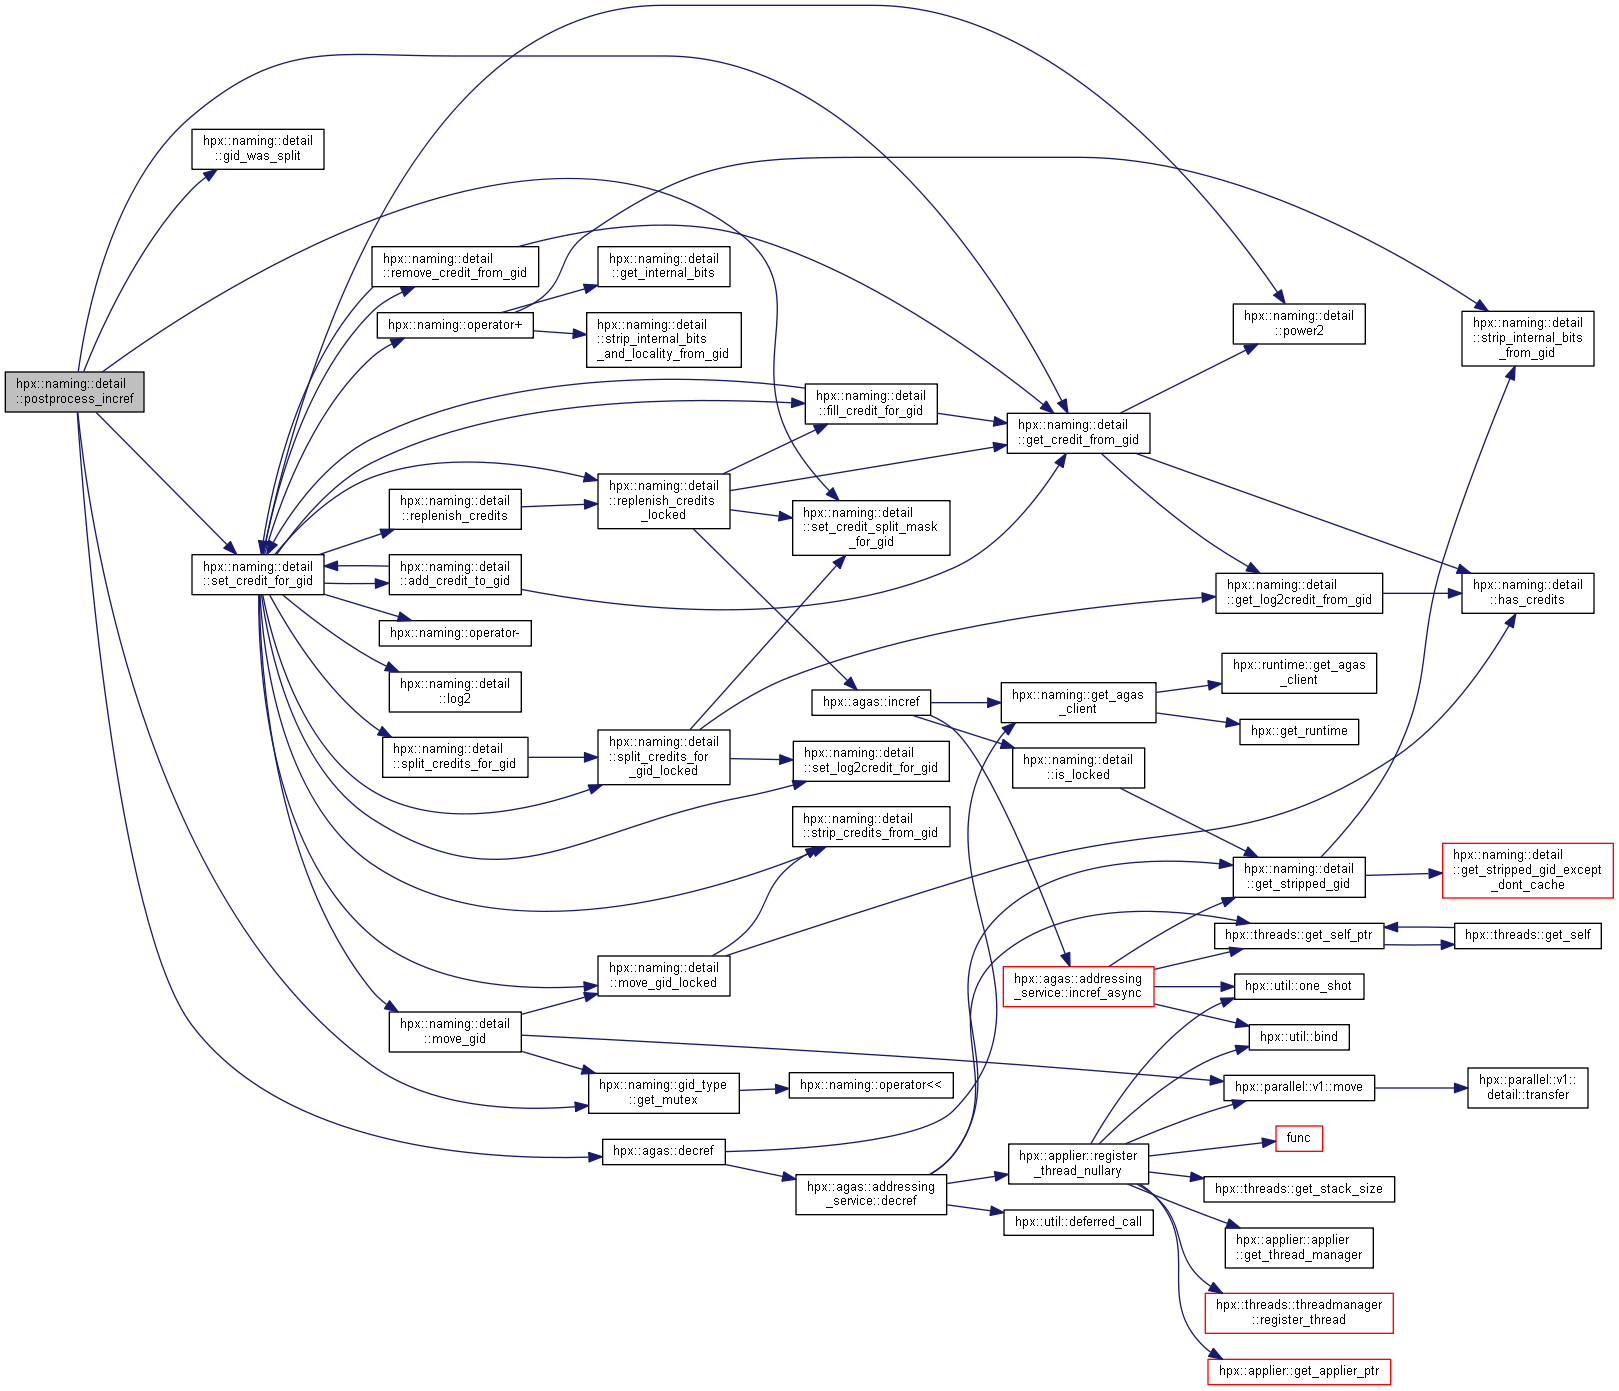 hpx::naming::detail
::postprocess_incref
hpx::naming::detail
::gid_was_split
hpx::naming::detail
::set_credit_for_gid
hpx::naming::detail
::remove_credit_from_gid
hpx::naming::operator+
hpx::naming::detail
::replenish_credits
hpx::naming::detail
::add_credit_to_gid
hpx::naming::operator-
hpx::naming::detail
::log2
hpx::naming::detail
::split_credits_for_gid
hpx::naming::detail
::move_gid
hpx::naming::detail
::get_internal_bits
hpx::naming::detail
::strip_internal_bits
_and_locality_from_gid
hpx::naming::detail
::replenish_credits
_locked
hpx::naming::detail
::split_credits_for
_gid_locked
hpx::naming::detail
::move_gid_locked
hpx::naming::gid_type
::get_mutex
hpx::agas::decref
hpx::naming::detail
::fill_credit_for_gid
hpx::naming::detail
::set_credit_split_mask
_for_gid
hpx::agas::incref
hpx::naming::detail
::set_log2credit_for_gid
hpx::naming::detail
::strip_credits_from_gid
hpx::naming::operator<<
hpx::agas::addressing
_service::decref
hpx::naming::detail
::get_credit_from_gid
hpx::naming::get_agas
_client
hpx::naming::detail
::is_locked
hpx::agas::addressing
_service::incref_async
hpx::applier::register
_thread_nullary
hpx::util::deferred_call
hpx::naming::detail
::power2
hpx::naming::detail
::get_log2credit_from_gid
hpx::runtime::get_agas
_client
hpx::get_runtime
hpx::naming::detail
::get_stripped_gid
hpx::threads::get_self_ptr
hpx::util::one_shot
hpx::util::bind
hpx::parallel::v1::move
func
hpx::threads::get_stack_size
hpx::applier::applier
::get_thread_manager
hpx::threads::threadmanager
::register_thread
hpx::applier::get_applier_ptr
hpx::naming::detail
::strip_internal_bits
_from_gid
hpx::naming::detail
::has_credits
hpx::naming::detail
::get_stripped_gid_except
_dont_cache
hpx::threads::get_self
hpx::parallel::v1::
detail::transfer